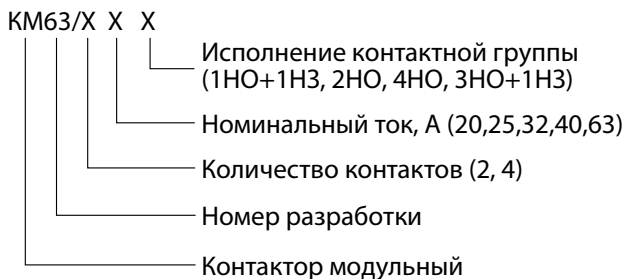 КМ63/Х Х Х
Исполнение контактной группы
(1НО+1НЗ, 2НО, 4НО, 3НО+1НЗ)
Номинальный ток, А (20,25,32,40,63)
Количество контактов (2, 4)
Номер разработки
Контактор модульный